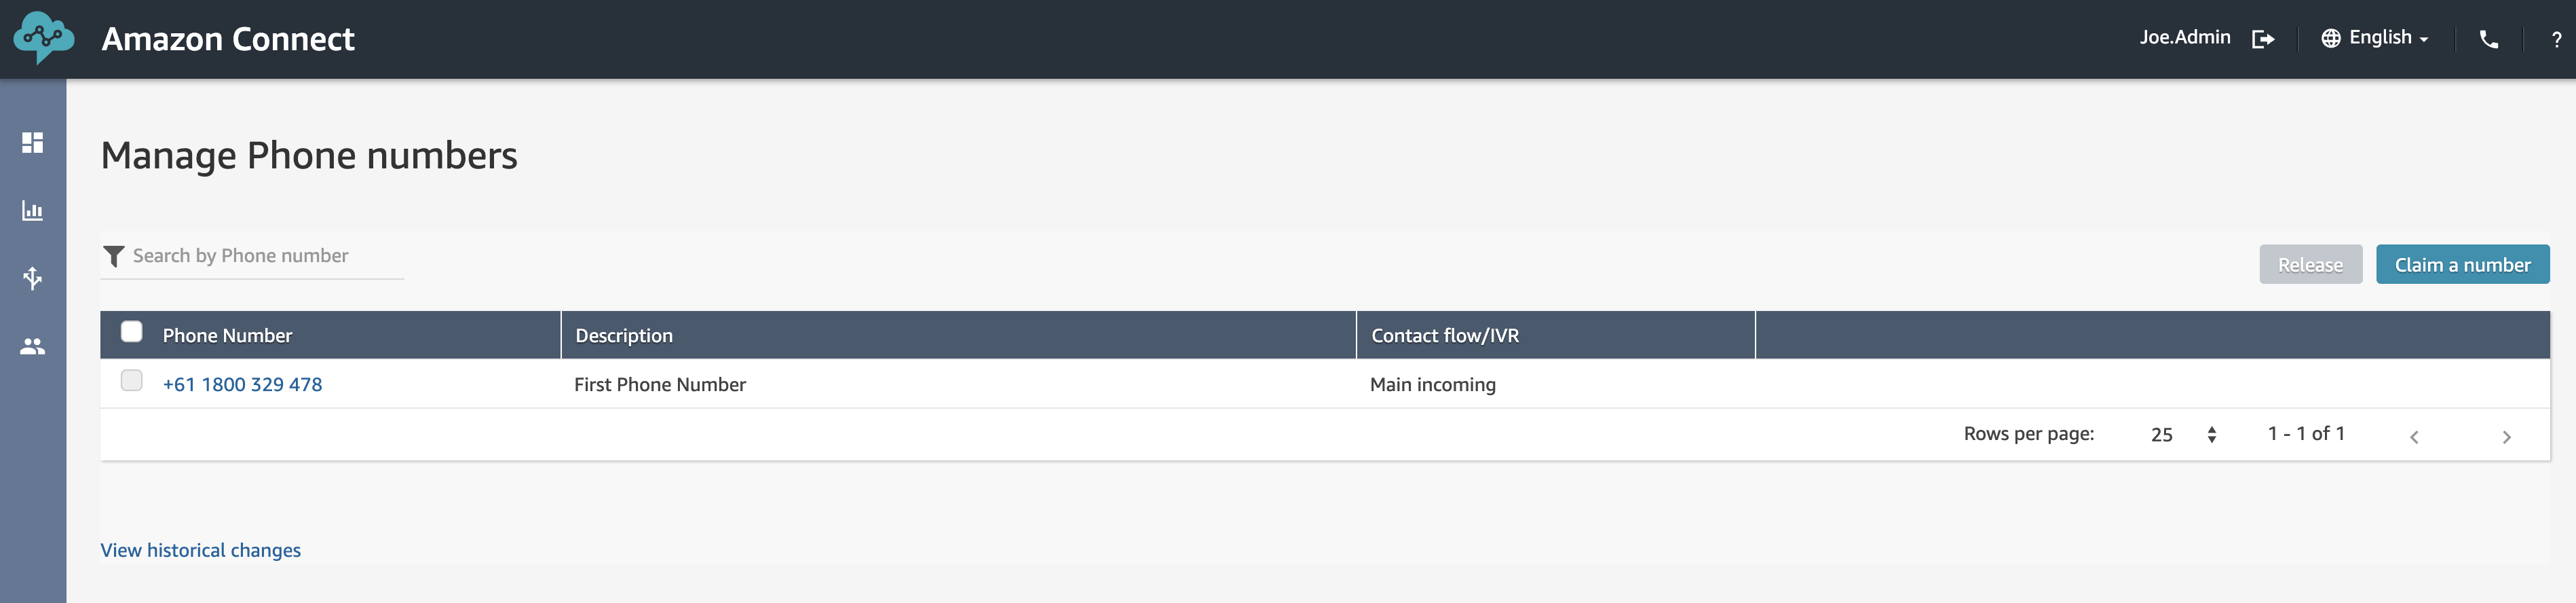 Amazon Connect
Joe.Admin
English
?
Manage Phone numbers
Search by Phone number
Release
Claim a number
Phone Number
Description
Contact flow/IVR
+61 1800 329 478
First Phone Number
Main incoming
Rows per page:
25
1 - 1 of 1
View historical changes